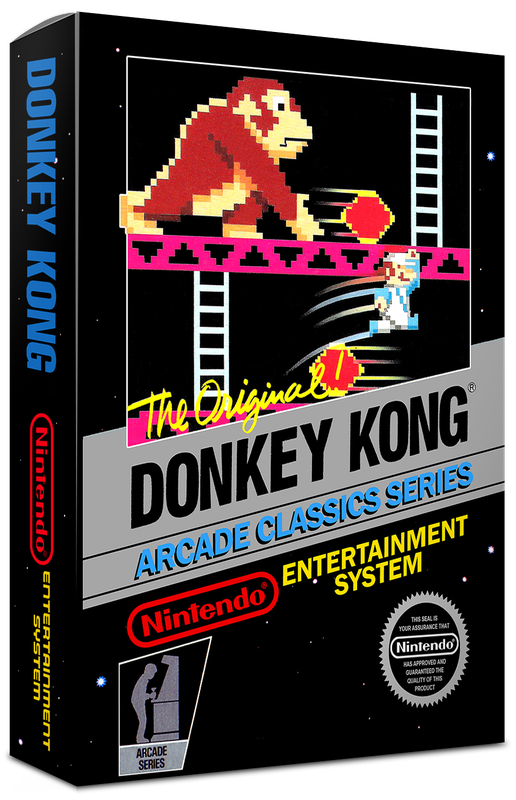 DONKEY KONG
Nintendo
ENTERTAINMENT
SYSTEM
The Original!
DONKEY KONG®
ARCADE CLASSICS SERIES
Nintendo®
ENTERTAINMENT
SYSTEM
ARCADE
SERIES
THIS SEAL IS
YOUR ASSURANCE THAT
Nintendo
HAS APPROVED AND
GUARANTEED THE
QUALITY OF THIS
PRODUCT